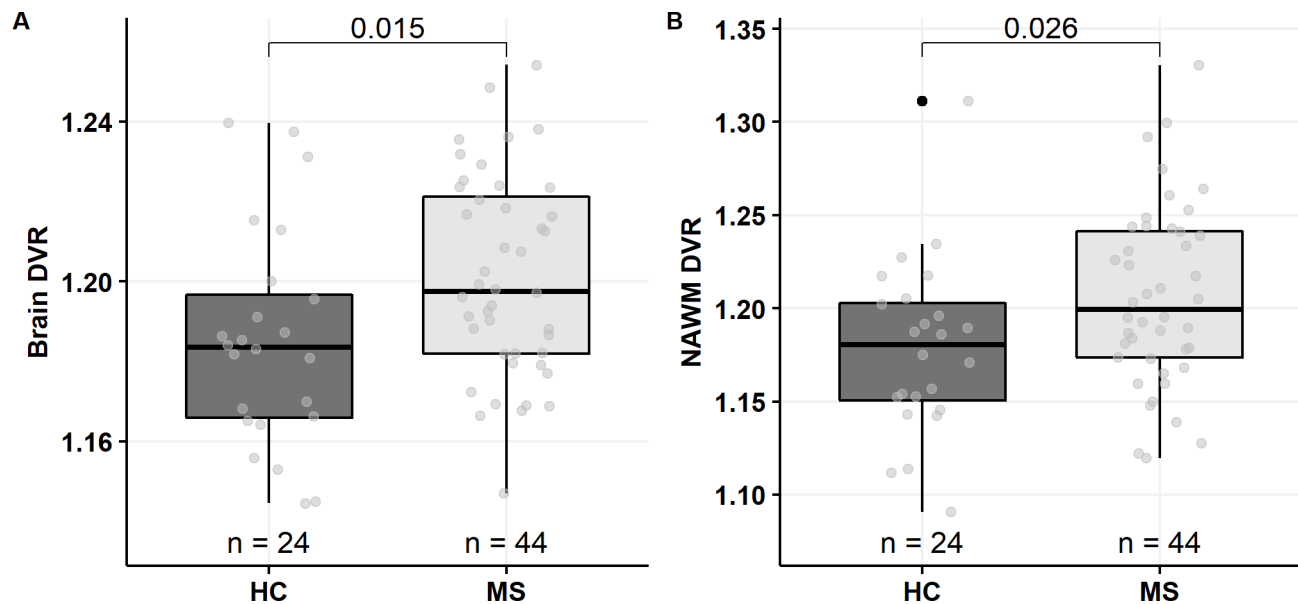 A
0.015
Brain DVR
1.24
1.20
1.16
n = 24
n = 44
HC
MS
B
0.026
NAWM DVR
1.35
1.30
1.25
1.20
1.15
1.10
n = 24
n = 44
HC
MS